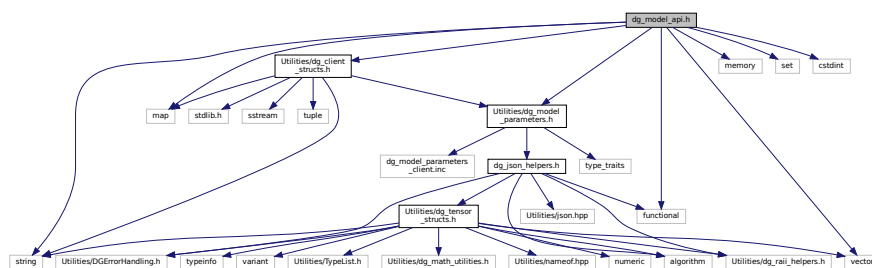 dg_model_api.h
Utilities/dg_client
_structs.h
memory
set
cstdint
map
stdlib.h
sstream
tuple
Utilities/dg_model
_parameters.h
dg_model_parameters
_client.inc
dg_json_helpers.h
type_traits
Utilities/dg_tensor
_structs.h
Utilities/json.hpp
functional
string
Utilities/DGErrorHandling.h
typeinfo
variant
Utilities/TypeList.h
Utilities/dg_math_utilities.h
Utilities/nameof.hpp
numeric
algorithm
Utilities/dg_raii_helpers.h
vector